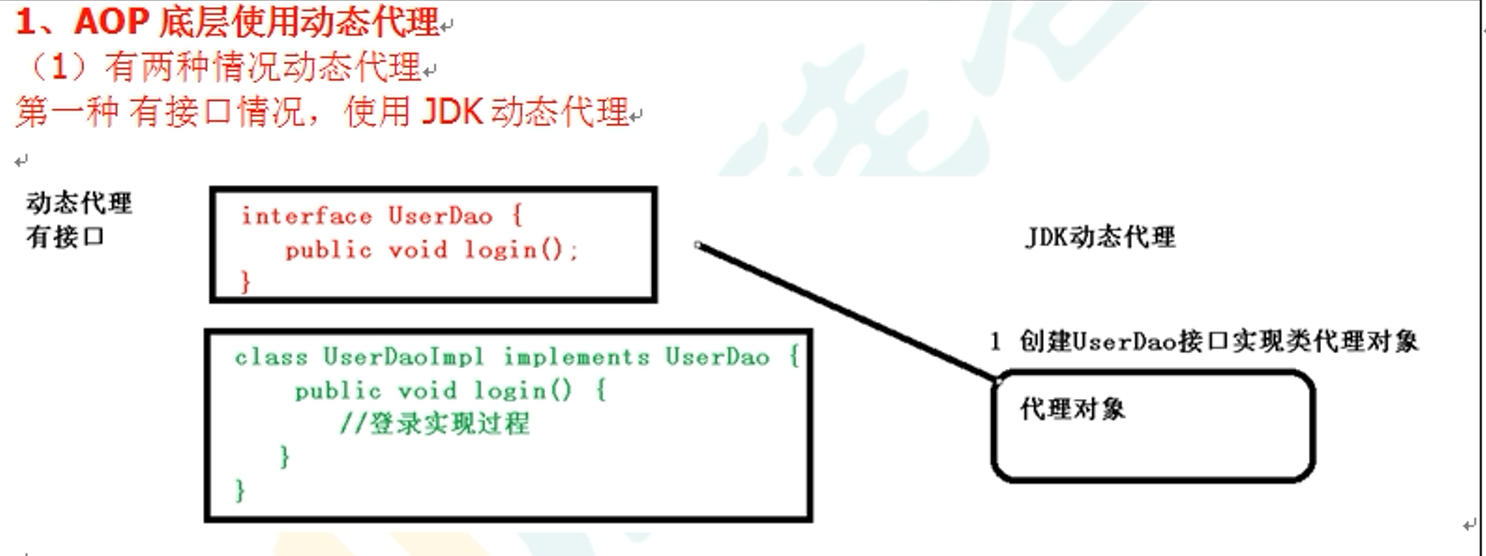 1、AOP 底层使用动态代理
（1）有两种情况动态代理
第一种 有接口情况，使用 JDK 动态代理
动态代理
有接口
interface UserDao {
public void login();
}
class UserDaoImpl implements UserDao {
public void login() {
//登录实现过程
}
}
JDK动态代理
1 创建UserDao接口实现类代理对象
代理对象